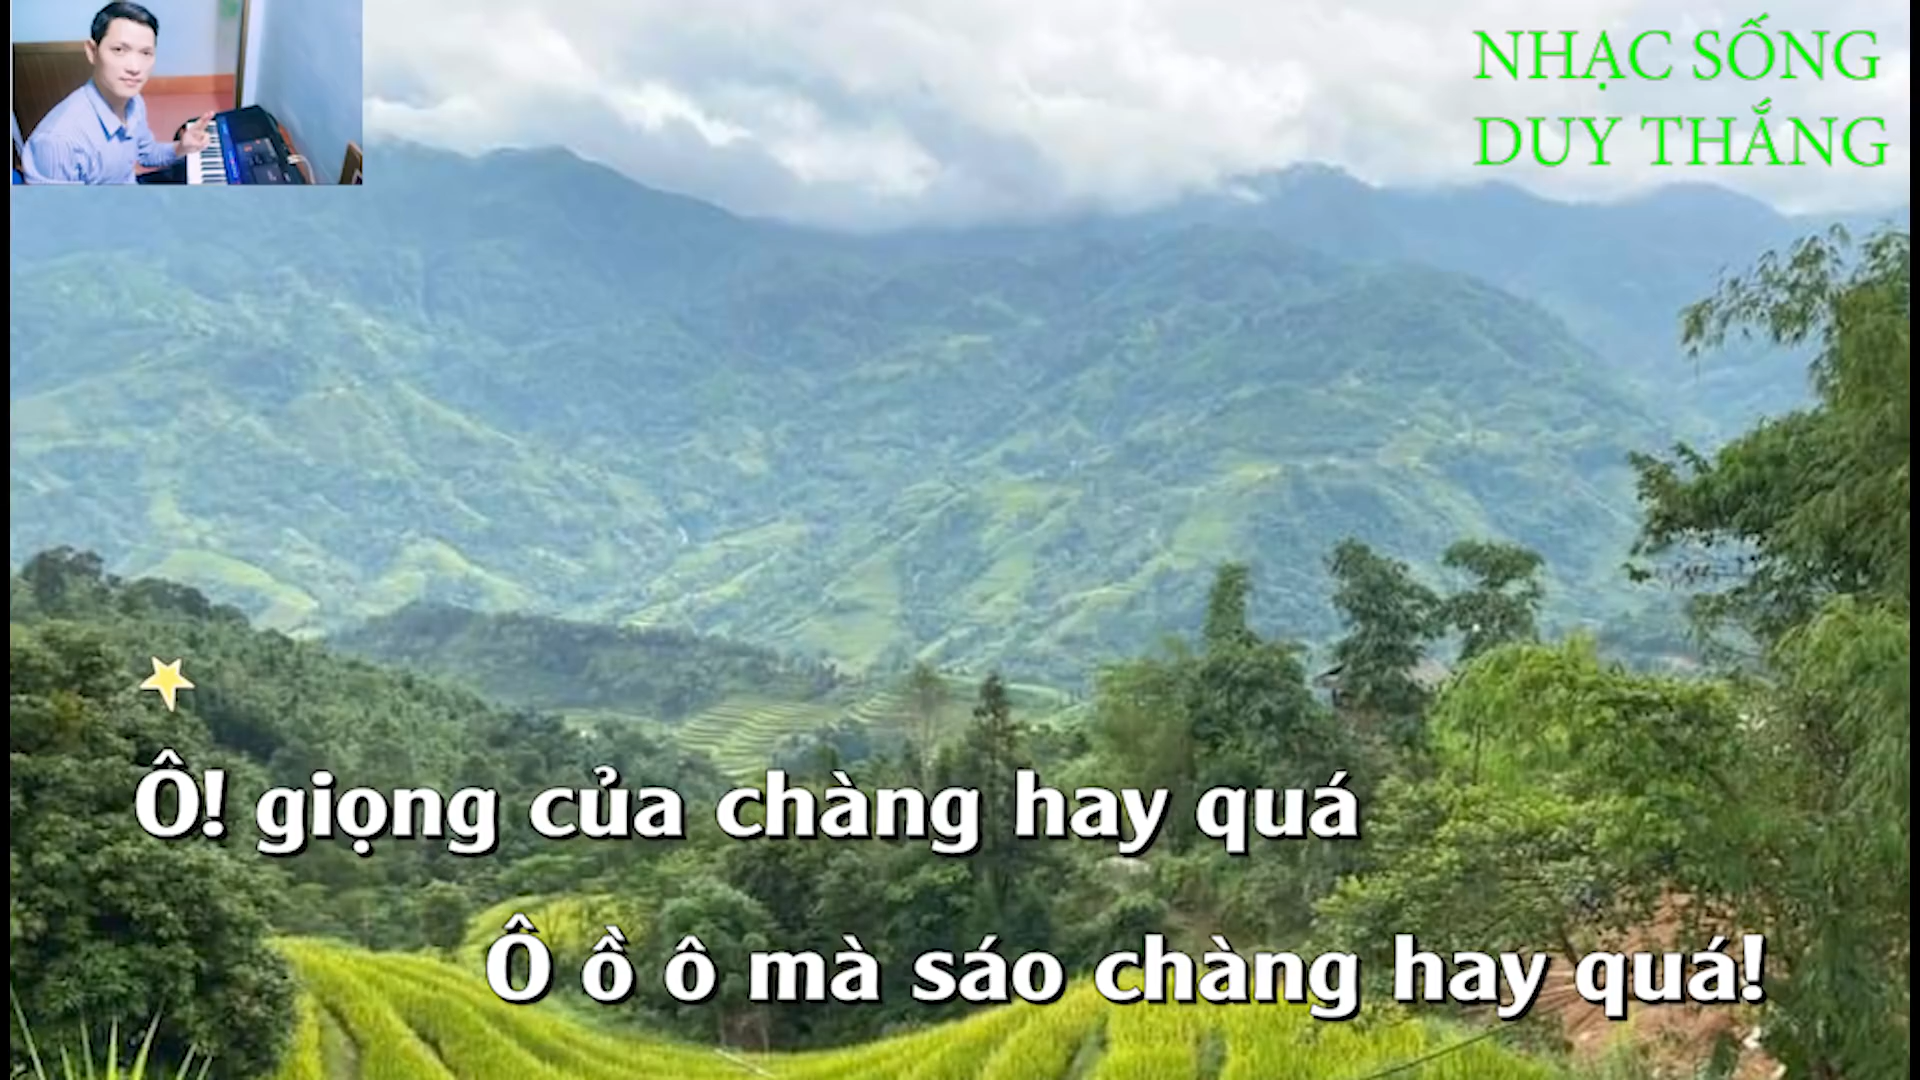 NHẠC SỐNG
DUY THẮNG
Ô! giọng của chàng hay quá
Ô ồ ô mà sáo chàng hay quá!